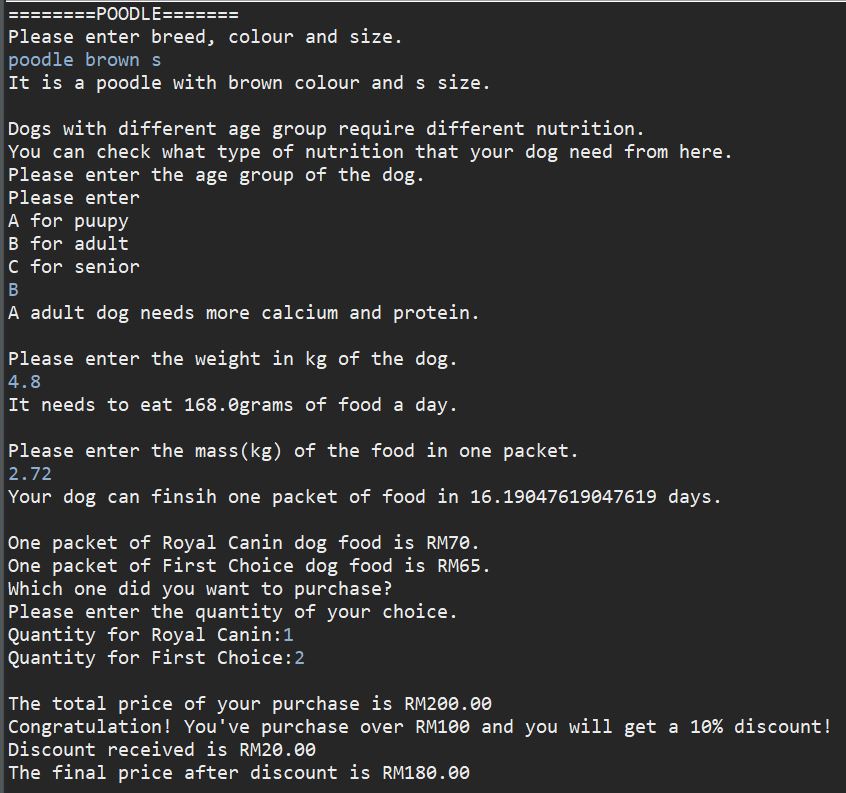 ========POODLE=======
Please enter breed, colour and size.
poodle brown s
It is a poodle with brown colour and s size.
Dogs with different age group require different nutrition.
You can check what type of nutrition that your dog need from here.
Please enter the age group of the dog.
Please enter
A for puupy
B for adult
C for senior
B
A adult dog needs more calcium and protein.
Please enter the weight in kg of the dog.
4.8
It needs to eat 168.0grams of food a day.
Please enter the mass(kg) of the food in one packet.
2.72
Your dog can finsih one packet of food in 16.19047619047619 days.
One packet of Royal Canin dog food is RM70.
One packet of First Choice dog food is RM65.
Which one did you want to purchase?
Please enter the quantity of your choice.
Quantity for Royal Canin:1
Quantity for First Choice:2
The total price of your purchase is RM200.00
Congratulation! You've purchase over RM100 and you will get a 10% discount!
Discount received is RM20.00
The final price after discount is RM180.00